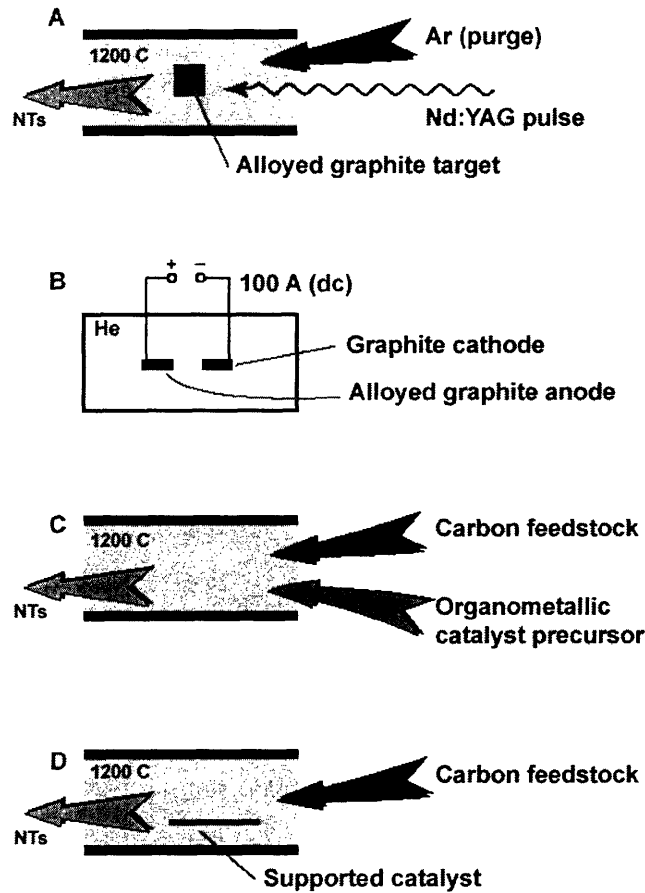 A
1200 C
Ar (purge)
NTs
Nd:YAG pulse
Alloyed graphite target
B
+ −
100 A (dc)
He
Graphite cathode
Alloyed graphite anode
C
1200 C
Carbon feedstock
NTs
Organometallic
catalyst precursor
D
1200 C
Carbon feedstock
NTs
Supported catalyst